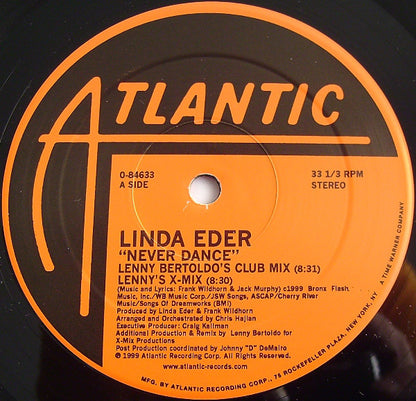 ATLANTIC
0-84633
A SIDE
33 1/3 RPM
STEREO
LINDA EDER
“NEVER DANCE”
LENNY BERTOLDO'S CLUB MIX (8:31)
LENNY'S X-MIX (8:30)
(Music and Lyrics: Frank Wildhorn & Jack Murphy) c1999 Bronx Flash
Music, Inc./WB Music Corp./JSW Songs, ASCAP/Cherry River
Music/Songs Of Dreamworks (BMI)
Produced by Linda Eder & Frank Wildhorn
Arranged and Orchestrated by Chris Hajian
Executive Producer: Craig Kallman
Additional Production & Remix by Lenny Bertoldo for
X-Mix Productions
Post Production coordinated by Johnny "D" DeMairo
℗ 1999 Atlantic Recording Corp. All Rights Reserved.
www.atlantic-records.com
MFG. BY ATLANTIC RECORDING CORP., 75 ROCKEFELLER PLAZA, NEW YORK, NY. A TIME WARNER COMPANY